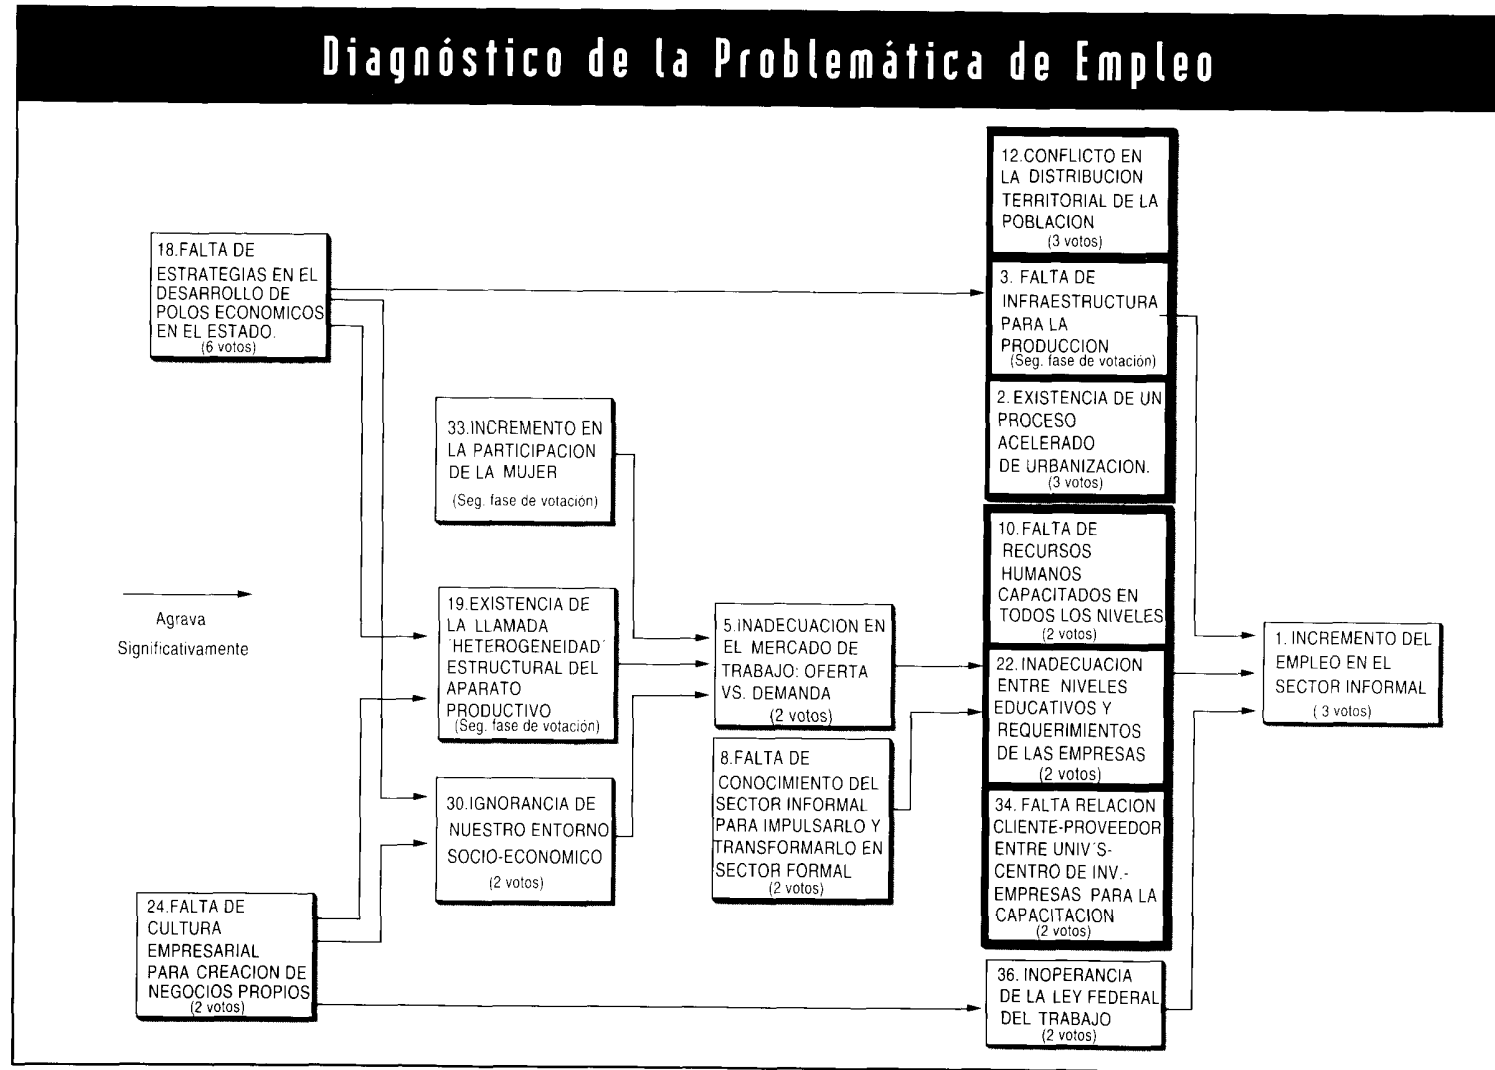 Diagnóstico de la Problemática de Empleo
18.FALTA DE
ESTRATEGIAS EN EL
DESARROLLO DE
POLOS ECONOMICOS
EN EL ESTADO.
(6 votos)
24.FALTA DE
CULTURA
EMPRESARIAL
PARA CREACION DE
NEGOCIOS PROPIOS
(2 votos)
Agrava
Significativamente
33.INCREMENTO EN
LA PARTICIPACION
DE LA MUJER
(Seg. fase de votación)
19.EXISTENCIA DE
LA LLAMADA
´HETEROGENEIDAD´
ESTRUCTURAL DEL
APARATO
PRODUCTIVO
(Seg. fase de votación)
30.IGNORANCIA DE
NUESTRO ENTORNO
SOCIO-ECONOMICO
(2 votos)
5.INADECUACION EN
EL MERCADO DE
TRABAJO: OFERTA
VS. DEMANDA
(2 votos)
8.FALTA DE
CONOCIMIENTO DEL
SECTOR INFORMAL
PARA IMPULSARLO Y
TRANSFORMARLO EN
SECTOR FORMAL
(2 votos)
12.CONFLICTO EN
LA DISTRIBUCION
TERRITORIAL DE LA
POBLACION
(3 votos)
3. FALTA DE
INFRAESTRUCTURA
PARA LA
PRODUCCION
(Seg. fase de votación)
2.EXISTENCIA DE UN
PROCESO
ACELERADO
DE URBANIZACION.
(3 votos)
10.FALTA DE
RECURSOS
HUMANOS
CAPACITADOS EN
TODOS LOS NIVELES
(2 votos)
22.INADECUACION
ENTRE NIVELES
EDUCATIVOS Y
REQUERIMIENTOS
DE LAS EMPRESAS
(2 votos)
34. FALTA RELACION
CLIENTE-PROVEEDOR
ENTRE UNIV´S-
CENTRO DE INV.-
EMPRESAS PARA LA
CAPACITACION
(2 votos)
36. INOPERANCIA
DE LA LEY FEDERAL
DEL TRABAJO
(2 votos)
1. INCREMENTO DEL
EMPLEO EN EL
SECTOR INFORMAL
( 3 votos)